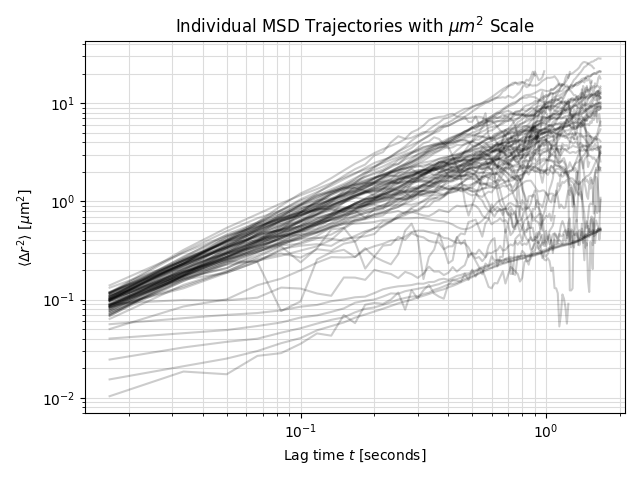 Individual MSD Trajectories with μm² Scale
⟨Δr²⟩ [μm²]
10¹
10⁰
10⁻¹
10⁻²
10⁻¹
10⁰
Lag time t [seconds]